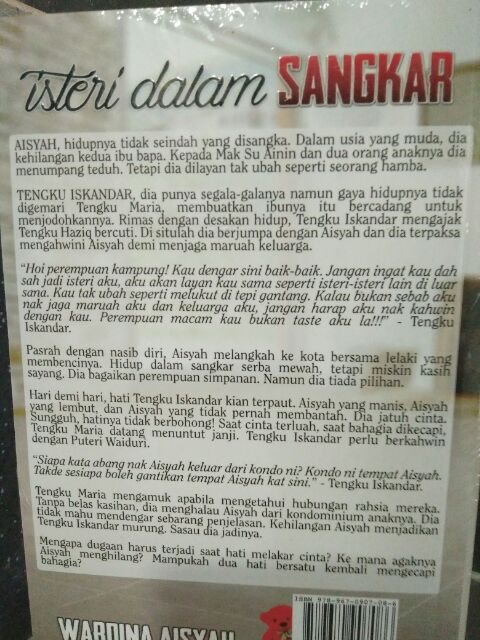 isteri dalam SANGKAR
AISYAH, hidupnya tidak seindah yang disangka. Dalam usia yang muda, dia
kehilangan kedua ibu bapa. Kepada Mak Su Ainin dan dua orang anaknya dia
menumpang teduh. Tetapi dia dilayan tak ubah seperti seorang hamba.
TENGKU ISKANDAR, dia punya segala-galanya namun gaya hidupnya tidak
digemari Tengku Maria, membuatkan ibunya itu bercadang untuk
menjodohkannya. Rimas dengan desakan hidup, Tengku Iskandar mengajak
Tengku Haziq bercuti. Di situlah dia berjumpa dengan Aisyah dan dia terpaksa
mengahwini Aisyah demi menjaga maruah keluarga.
"Hoi perempuan kampung! Kau dengar sini baik-baik. Jangan ingat kau dah
sah jadi isteri aku, aku akan layan kau sama seperti isteri-isteri lain di luar
sana. Kau tak ubah seperti melukut di tepi gantang. Kalau bukan sebab aku
nak jaga maruah aku dan keluarga aku, jangan harap aku nak kahwin
dengan kau. Perempuan macam kau bukan taste aku la!!!" - Tengku
Iskandar.
Pasrah dengan nasib diri, Aisyah melangkah ke kota bersama lelaki yang
membencinya. Hidup dalam sangkar serba mewah, tetapi miskin kasih
sayang. Dia bagaikan perempuan simpanan. Namun dia tiada pilihan.
Hari demi hari, hati Tengku Iskandar kian terpaut. Aisyah yang manis, Aisyah
yang lembut, dan Aisyah yang tidak pernah membantah. Dia jatuh cinta.
Sungguh, hatinya tidak berbohong! Saat cinta terluah, saat bahagia dikecapi,
Tengku Maria datang menuntut janji. Tengku Iskandar perlu berkahwin
dengan Puteri Waiduri.
"Siapa kata abang nak Aisyah keluar dari kondo ni? Kondo ni tempat Aisyah.
Takde sesiapa boleh gantikan tempat Aisyah kat sini." - Tengku Iskandar.
Tengku Maria mengamuk apabila mengetahui hubungan rahsia mereka.
Tanpa belas kasihan, dia menghalau Aisyah dari kondominium anaknya. Dia
tidak mahu mendengar sebarang penjelasan. Kehilangan Aisyah menjadikan
Tengku Iskandar murung. Sasau dia jadinya.
Mengapa dugaan harus terjadi saat hati melakar cinta? Ke mana agaknya
Aisyah menghilang? Mampukah dua hati bersatu kembali mengecapi
bahagia?
ISBN 978-967-0907-08-6
WARDINA AISYAH